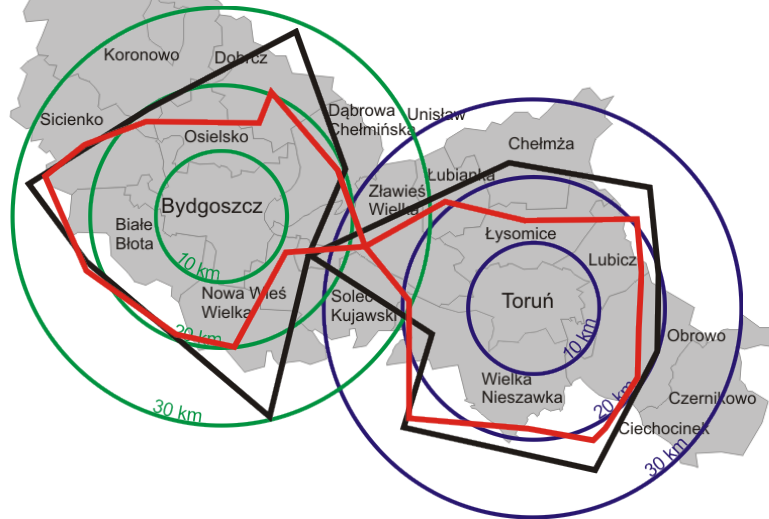 Koronowo
Dobrcz
Sicienko
Osielsko
Dąbrowa
Chełmińska
Unisław
Chełmża
Łubianka
Zławieś
Wielka
Bydgoszcz
Białe
Błota
Łysomice
Lubicz
10 km
Nowa Wieś
Wielka
Solec
Kujawski
Toruń
20 km
10 km
Obrowo
Wielka
Nieszawka
Czernikowo
30 km
20 km
Ciechocinek
30 km